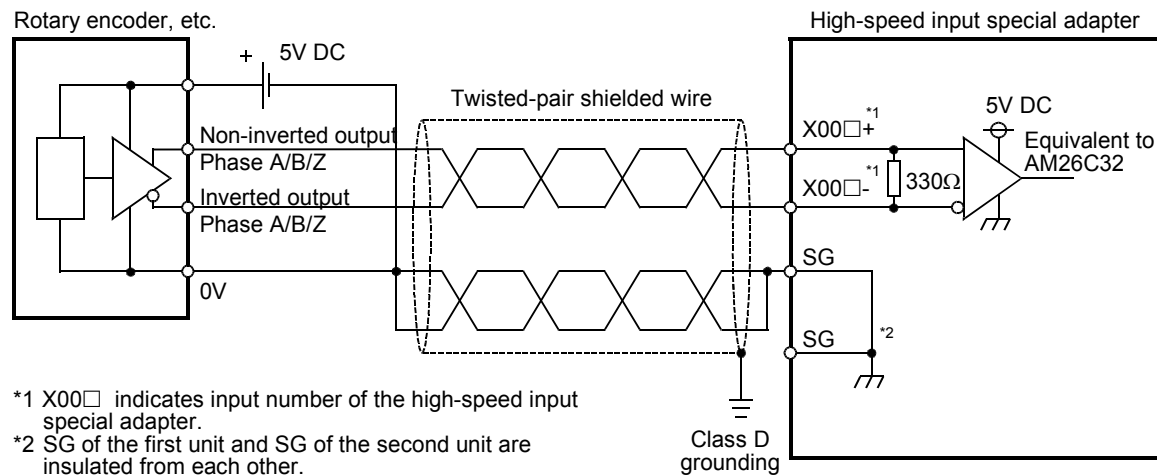 Rotary encoder, etc.
High-speed input special adapter
+ 5V DC
Twisted-pair shielded wire
5V DC
X00□+*1
Non-inverted output
Equivalent to
AM26C32
Phase A/B/Z
X00□-*1
330Ω
Inverted output
Phase A/B/Z
SG
0V
SG
*2
*1 X00□ indicates input number of the high-speed input
special adapter.
*2 SG of the first unit and SG of the second unit are
insulated from each other.
Class D
grounding